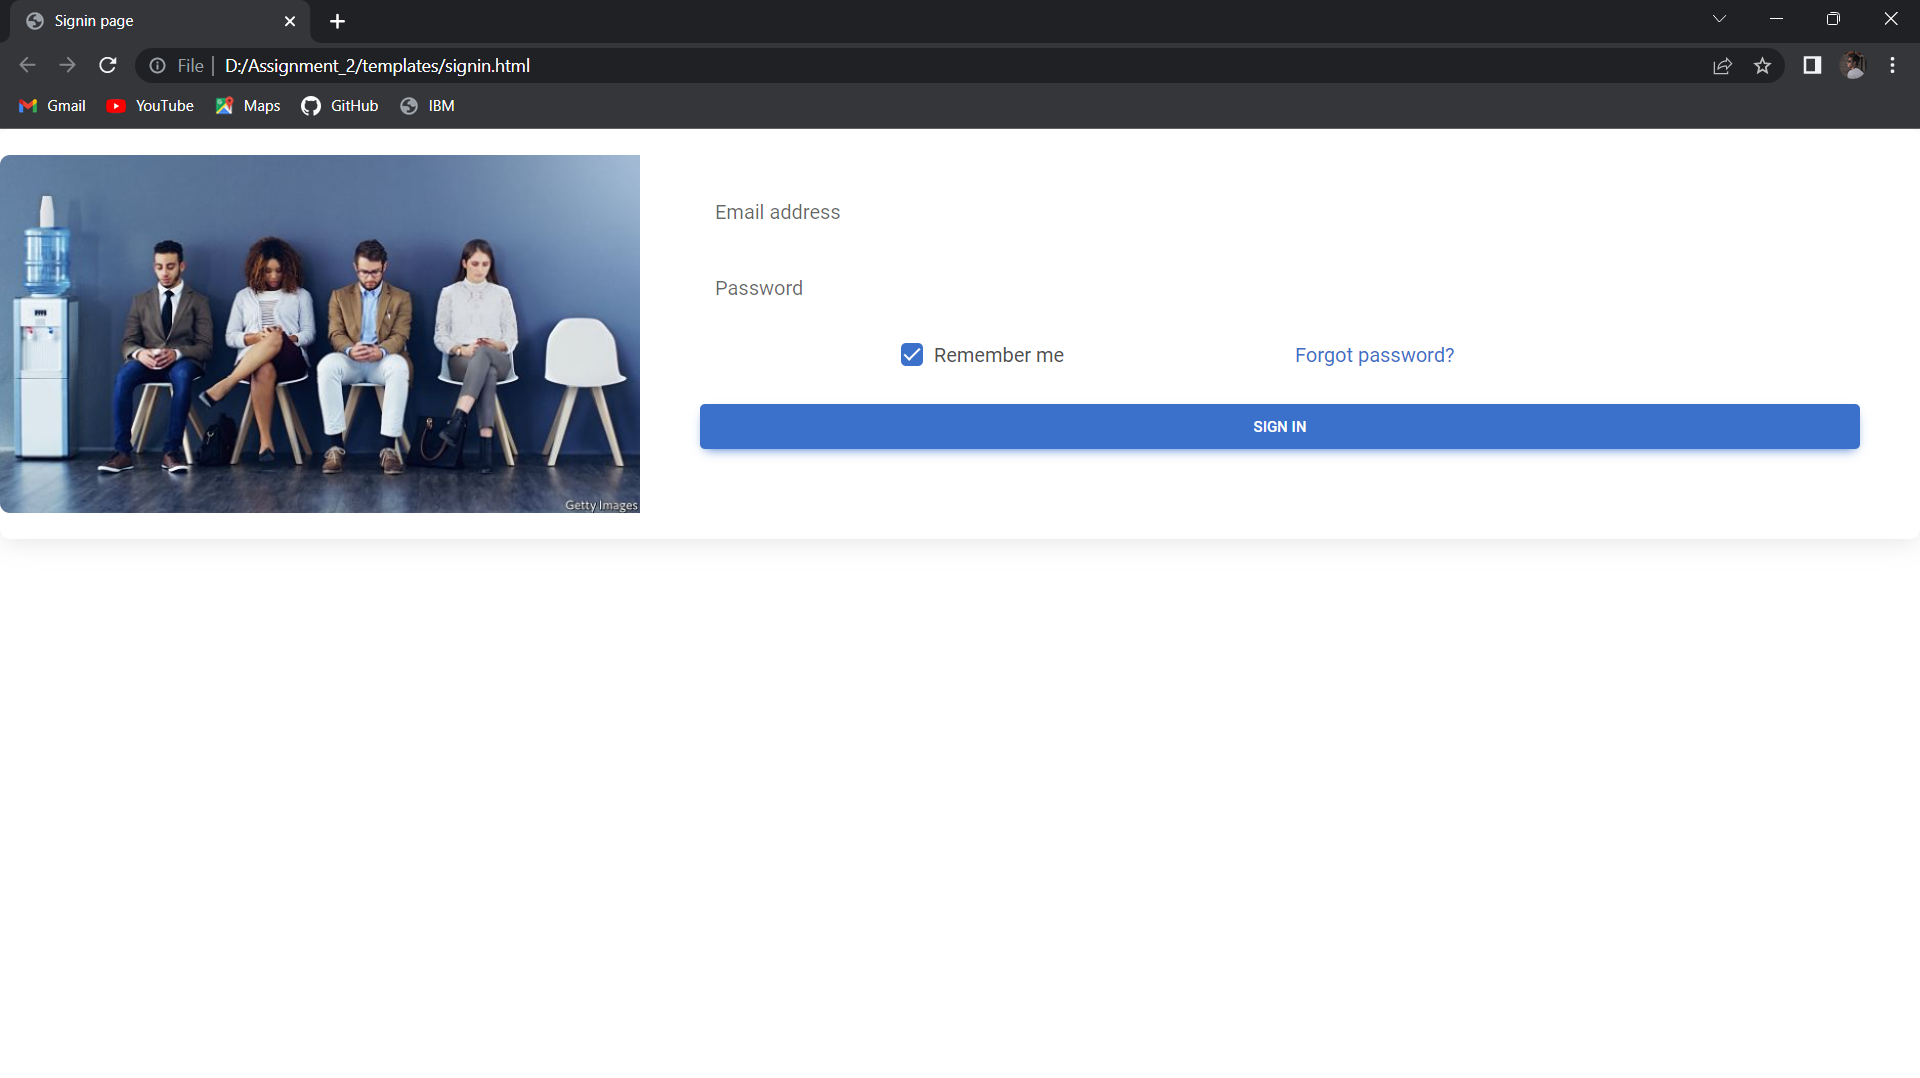 Signin page
File D:/Assignment_2/templates/signin.html
Gmail YouTube Maps GitHub IBM
Email address
Password
Remember me Forgot password?
SIGN IN
Getty Images